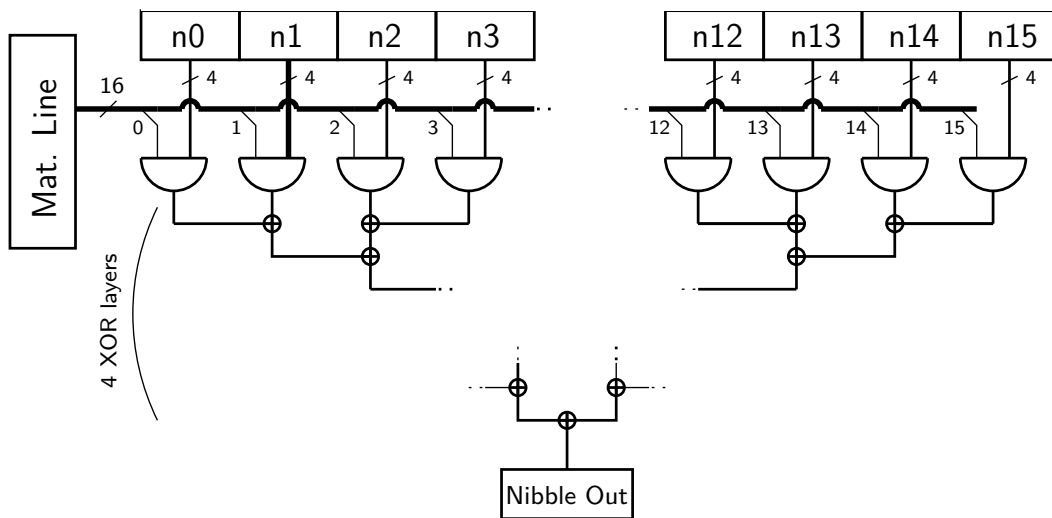 n0 n1 n2 n3 n12 n13 n14 n15
4 4 4 4 4 4 4 4
16
Mat. Line
0 1 2 3 12 13 14 15
4 XOR layers
Nibble Out